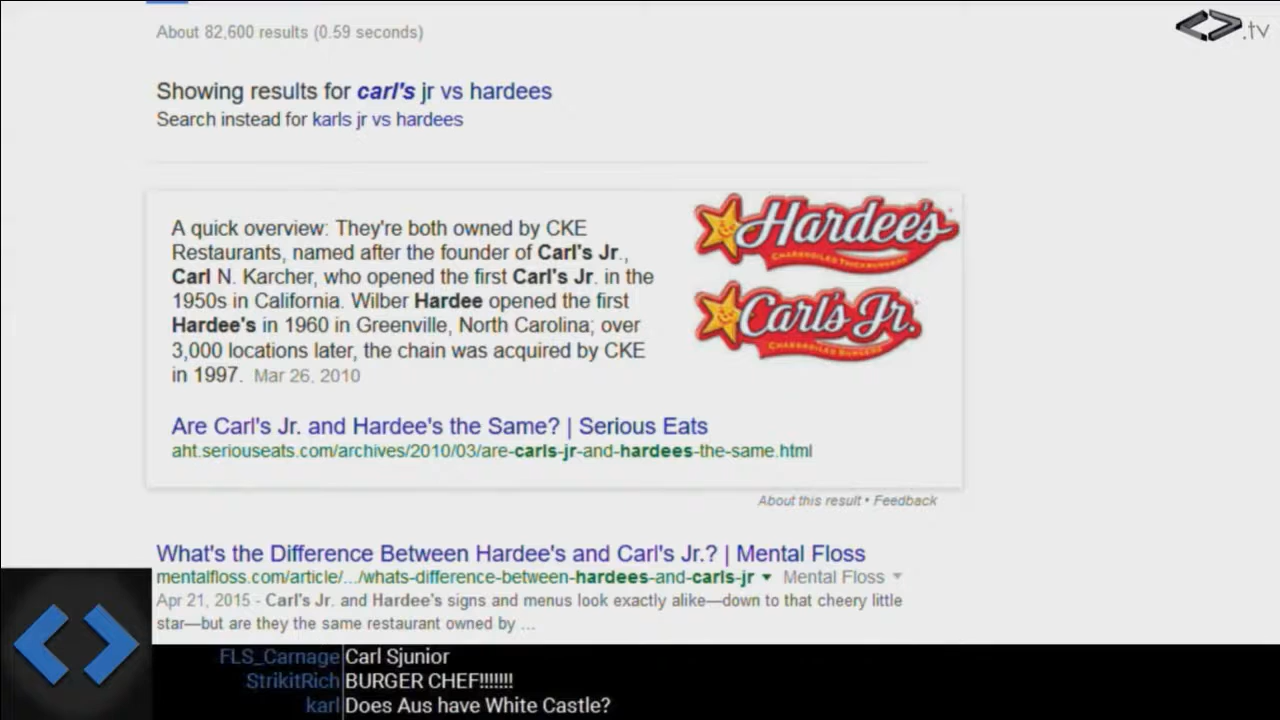 .tv
About 82,600 results (0.59 seconds)
Showing results for carl's jr vs hardees
Search instead for karls jr vs hardees
A quick overview: They're both owned by CKE
Restaurants, named after the founder of Carl's Jr.,
Carl N. Karcher, who opened the first Carl's Jr. in the
1950s in California. Wilber Hardee opened the first
Hardee's in 1960 in Greenville, North Carolina; over
3,000 locations later, the chain was acquired by CKE
in 1997. Mar 26, 2010
Hardee's
CHARBROILED THICKBURGERS
Carl's Jr.
CHARBROILED BURGERS
Are Carl's Jr. and Hardee's the Same? | Serious Eats
aht.seriouseats.com/archives/2010/03/are-carls-jr-and-hardees-the-same.html
About this result • Feedback
What's the Difference Between Hardee's and Carl's Jr.? | Mental Floss
mentalfloss.com/article/.../whats-difference-between-hardees-and-carls-jr ▾ Mental Floss ▾
Apr 21, 2015 - Carl's Jr. and Hardee's signs and menus look exactly alike—down to that cheery little
star—but are they the same restaurant owned by ...
FLS_Carnage Carl Sjunior
StrikitRich BURGER CHEF!!!!!!!
karl Does Aus have White Castle?